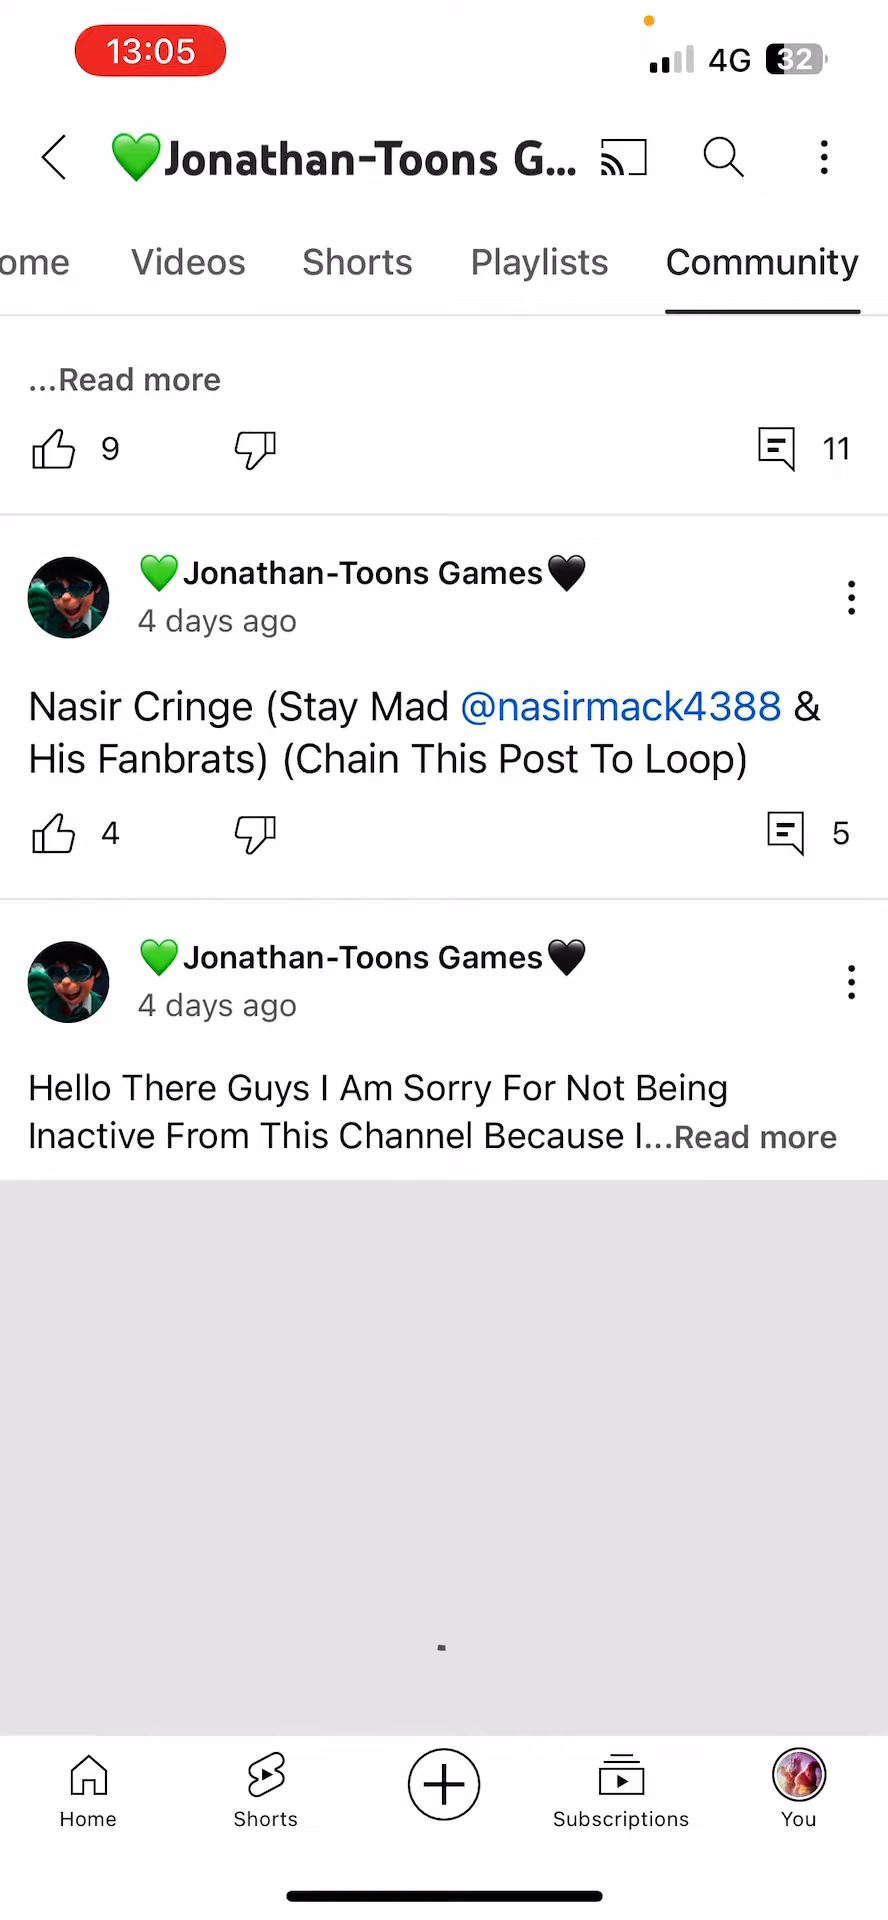 13:05
4G 32
💚Jonathan-Toons G...
ome Videos Shorts Playlists Community
...Read more
9 11
💚Jonathan-Toons Games🖤
4 days ago
Nasir Cringe (Stay Mad @nasirmack4388 &
His Fanbrats) (Chain This Post To Loop)
4 5
💚Jonathan-Toons Games🖤
4 days ago
Hello There Guys I Am Sorry For Not Being
Inactive From This Channel Because I...Read more
Home Shorts Subscriptions You